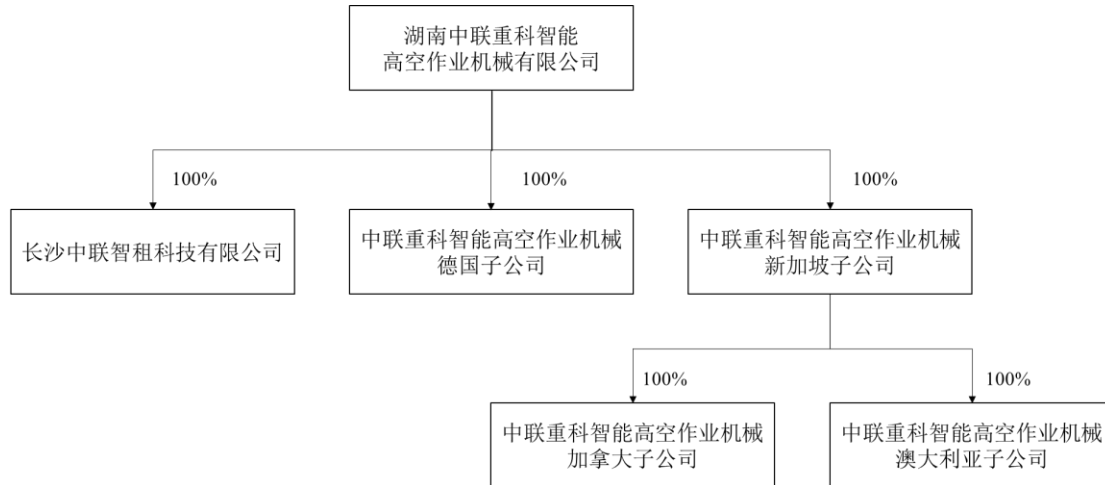 湖南中联重科智能
高空作业机械有限公司
100%
100%
100%
长沙中联智租科技有限公司
中联重科智能高空作业机械
德国子公司
中联重科智能高空作业机械
新加坡子公司
100%
100%
中联重科智能高空作业机械
加拿大子公司
中联重科智能高空作业机械
澳大利亚子公司